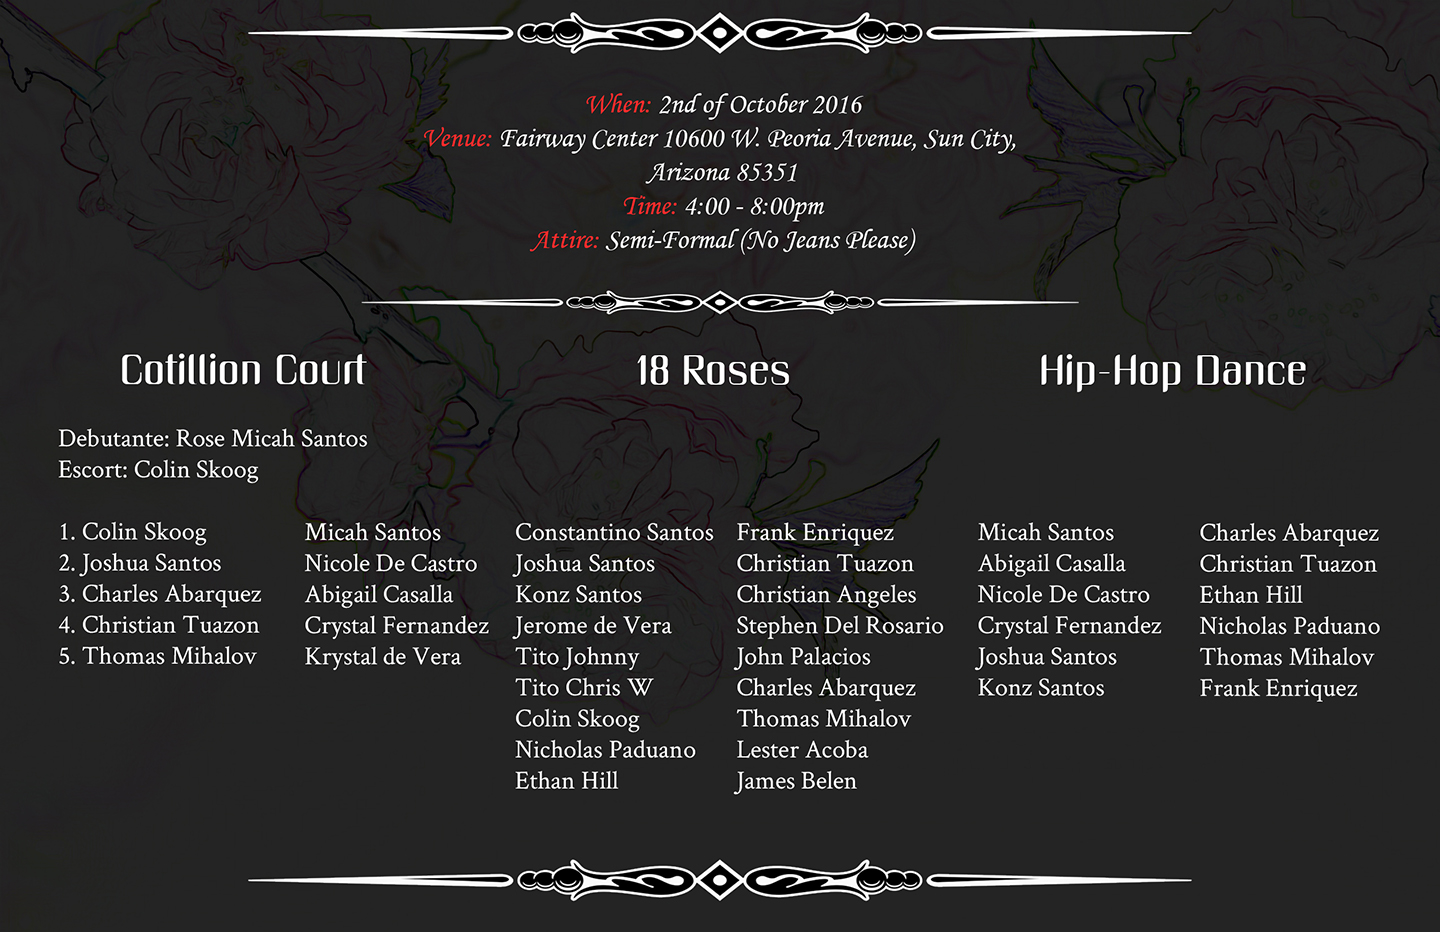 When: 2nd of October 2016
Venue: Fairway Center 10600 W. Peoria Avenue, Sun City,
Arizona 85351
Time: 4:00 - 8:00pm
Attire: Semi-Formal (No Jeans Please)
Cotillion Court
Debutante: Rose Micah Santos
Escort: Colin Skoog
1. Colin Skoog
2. Joshua Santos
3. Charles Abarquez
4. Christian Tuazon
5. Thomas Mihalov
Micah Santos
Nicole De Castro
Abigail Casalla
Crystal Fernandez
Krystal de Vera
18 Roses
Constantino Santos
Joshua Santos
Konz Santos
Jerome de Vera
Tito Johnny
Tito Chris W
Colin Skoog
Nicholas Paduano
Ethan Hill
Frank Enriquez
Christian Tuazon
Christian Angeles
Stephen Del Rosario
John Palacios
Charles Abarquez
Thomas Mihalov
Lester Acoba
James Belen
Hip-Hop Dance
Micah Santos
Abigail Casalla
Nicole De Castro
Crystal Fernandez
Joshua Santos
Konz Santos
Charles Abarquez
Christian Tuazon
Ethan Hill
Nicholas Paduano
Thomas Mihalov
Frank Enriquez